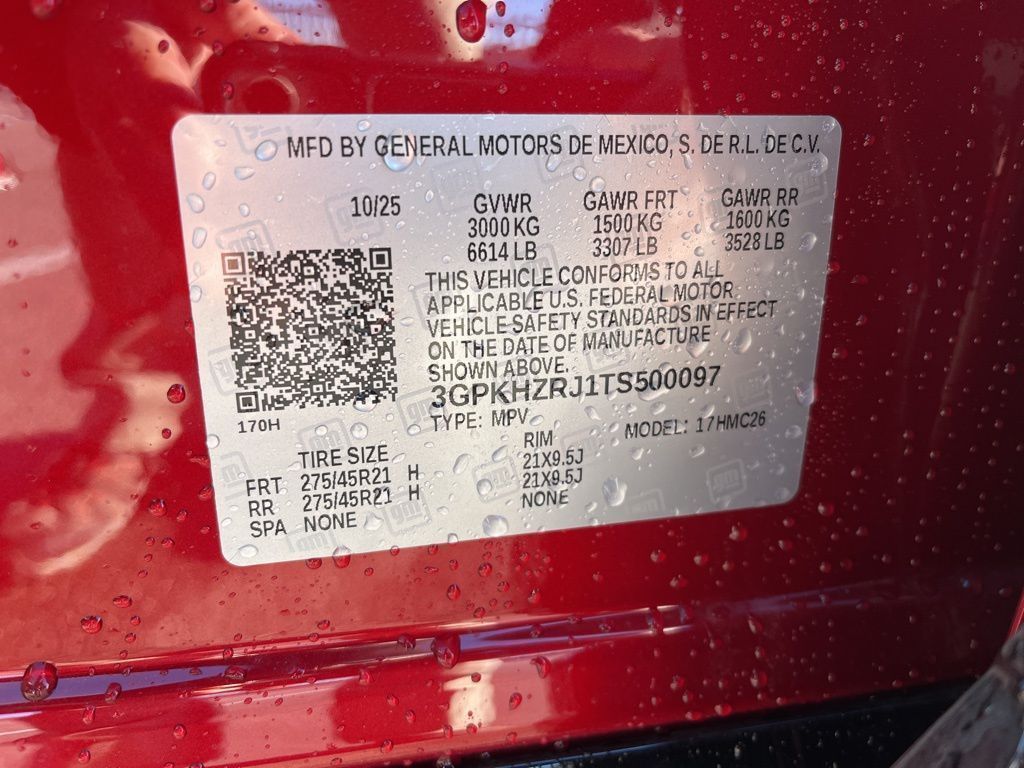 MFD BY GENERAL MOTORS DE MEXICO, S. DE R.L. DE C.V.
10/25 GVWR GAWR FRT GAWR RR
3000 KG 1500 KG 1600 KG
6614 LB 3307 LB 3528 LB
THIS VEHICLE CONFORMS TO ALL
APPLICABLE U.S. FEDERAL MOTOR
VEHICLE SAFETY STANDARDS IN EFFECT
ON THE DATE OF MANUFACTURE
SHOWN ABOVE.
3GPKHZRJ1TS500097
170H TYPE: MPV MODEL: 17HMC26
TIRE SIZE RIM
FRT 275/45R21 H 21X9.5J
RR 275/45R21 H 21X9.5J
SPA NONE NONE